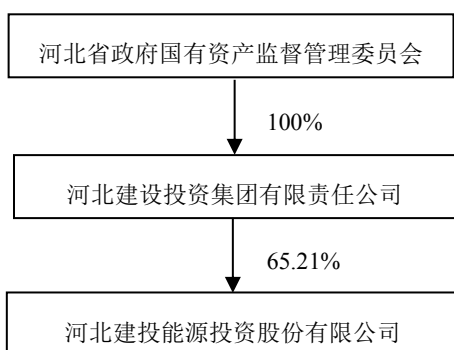 河北省政府国有资产监督管理委员会
100%
河北建设投资集团有限责任公司
65.21%
河北建投能源投资股份有限公司